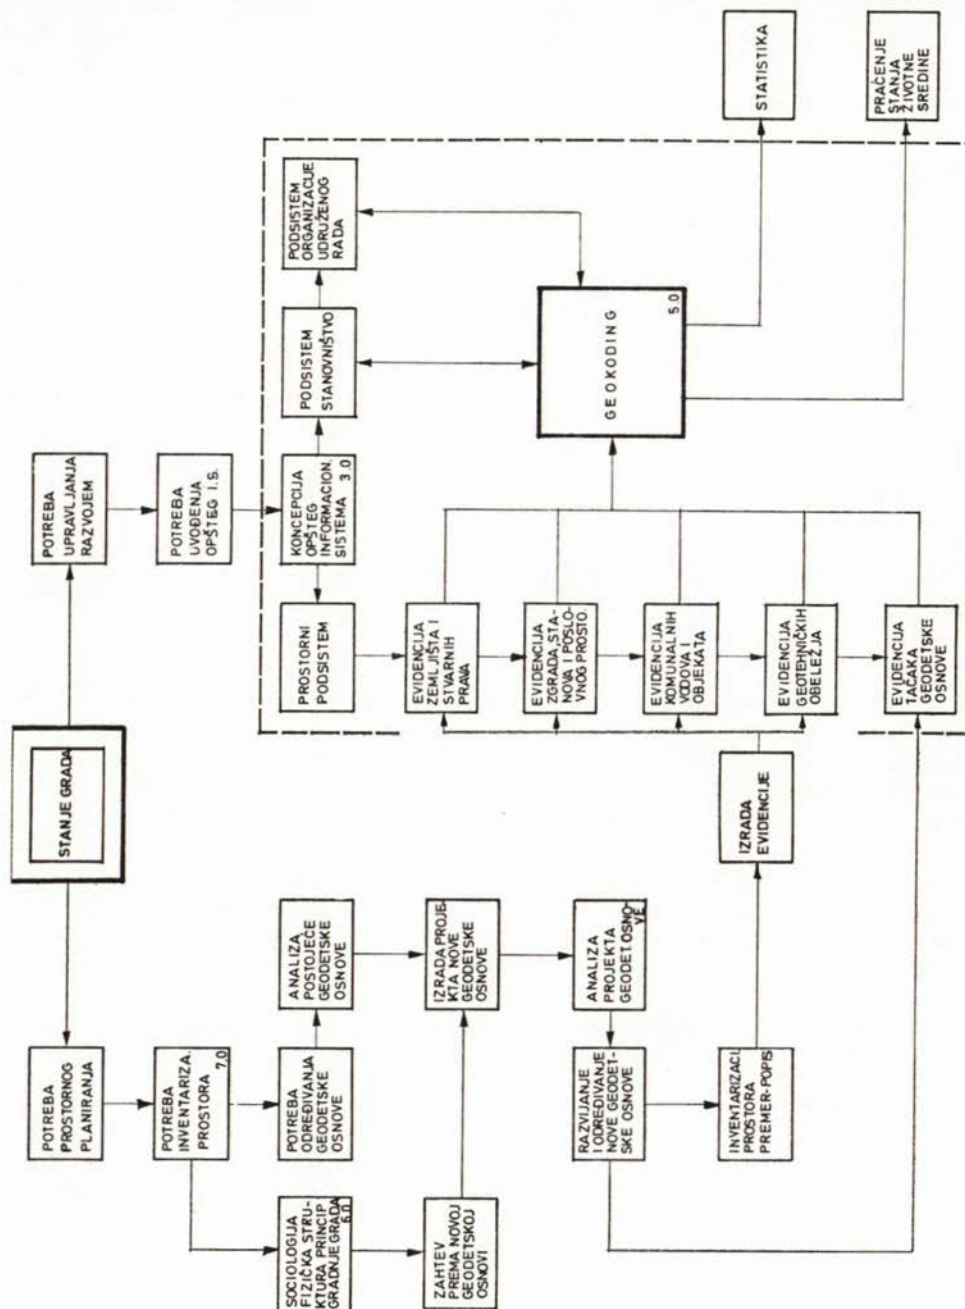 STANJE GRADA
POTREBA
PROSTORNOG
PLANIRANJA
POTREBA
UPRAVLJANJA
RAZVOJEM
POTREBA
INVENTARIZA.
PROSTORA
7.0
POTREBA
UVOĐENJA
OPŠTEG I.S.
SOCIOLOGIJA
FIZIČKA STRU-
KTURA PRINCIP
GRADNJE GRADA
6.0
POTREBA
ODREĐIVANJA
GEODETSKE
OSNOVE
ANALIZA
POSTOJEĆE
GEODETSKE
OSNOVE
PROSTORNI
PODSISTEM
KONCEPCIJA
OPŠTEG
INFORMACION.
SISTEMA 3.0
PODSISTEM
STANOVNIŠTVO
PODSISTEM
ORGANIZACIJE
UDRUŽENOG
RADA
ZAHTEV
PREMA NOVOJ
GEODETSKOJ
OSNOVI
IZRADA PROJE-
KTA NOVE
GEODETSKE
OSNOVE
EVIDENCIJA
ZEMLJIŠTA I
STVARNIH
PRAVA
EVIDENCIJA
ZGRADA, STA-
NOVA I POSLO-
VNOG PROSTO.
EVIDENCIJA
KOMUNALNIH
VODOVA I
OBJEKATA
EVIDENCIJA
GEOTEHNIČKIH
OBELEŽJA
EVIDENCIJA
TAČAKA
GEODETSKE
OSNOVE
GEOKODING
5.0
RAZVIJANJE
I ODREĐIVANJE
NOVE GEODET-
SKE OSNOVE
ANALIZA
PROJEKTA
GEODET OSNO-
VE
INVENTARIZACI.
PROSTORA
PREMER-POPIS
IZRADA
EVIDENCIJE
STATISTIKA
PRAĆENJE
STANJA
ŽIVOTNE
SREDINE